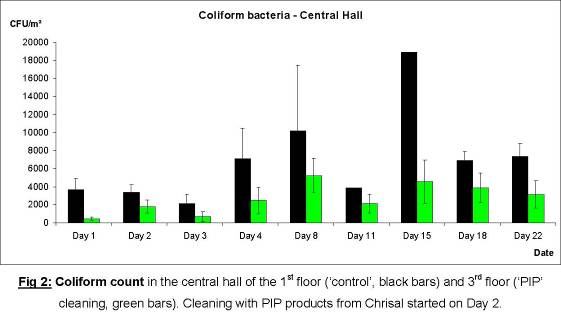 Coliform bacteria - Central Hall
CFU/m²
20000
18000
16000
14000
12000
10000
8000
6000
4000
2000
0
Day 1 Day 2 Day 3 Day 4 Day 8 Day 11 Day 15 Day 18 Day 22
Date
Fig 2: Coliform count in the central hall of the 1st floor ('control', black bars) and 3rd floor ('PIP'
cleaning, green bars). Cleaning with PIP products from Chrisal started on Day 2.